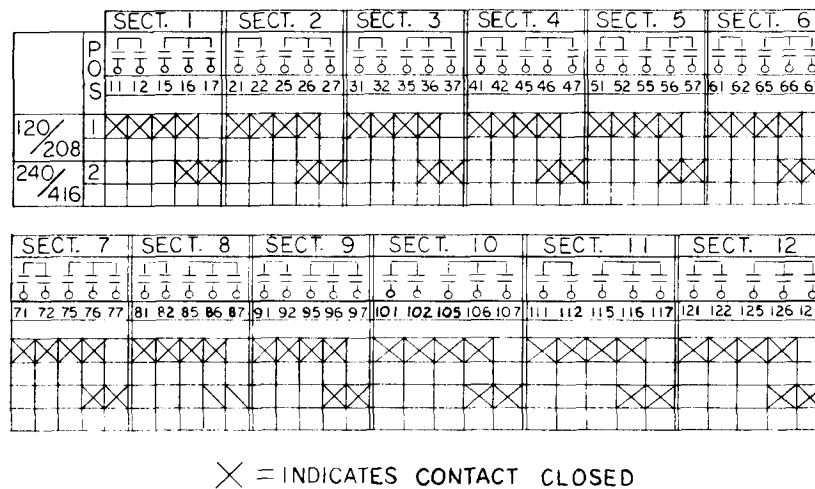 SECT. 1 SECT. 2 SECT. 3 SECT. 4 SECT. 5 SECT. 6
POS 11 12 15 16 17 21 22 25 26 27 31 32 35 36 37 41 42 45 46 47 51 52 55 56 57 61 62 65 66
120/208 1
240/416 2
SECT. 7 SECT. 8 SECT. 9 SECT. 10 SECT. 11 SECT. 12
71 72 75 76 77 81 82 85 86 87 91 92 95 96 97 101 102 105 106 107 111 112 115 116 117 121 122 125 126
= INDICATES CONTACT CLOSED